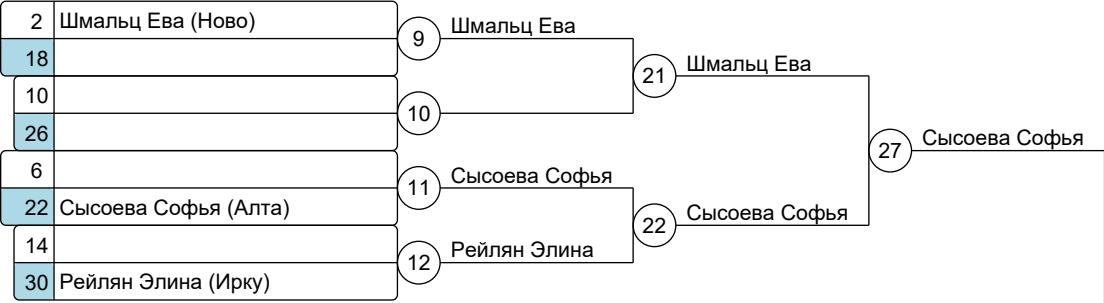 2 Шмальц Ева (Ново)
18
10
26
6
22 Сысоева Софья (Алта)
14
30 Рейлян Элина (Ирку)
9 Шмальц Ева
10
11 Сысоева Софья
12 Рейлян Элина
21 Шмальц Ева
22 Сысоева Софья
27 Сысоева Софья